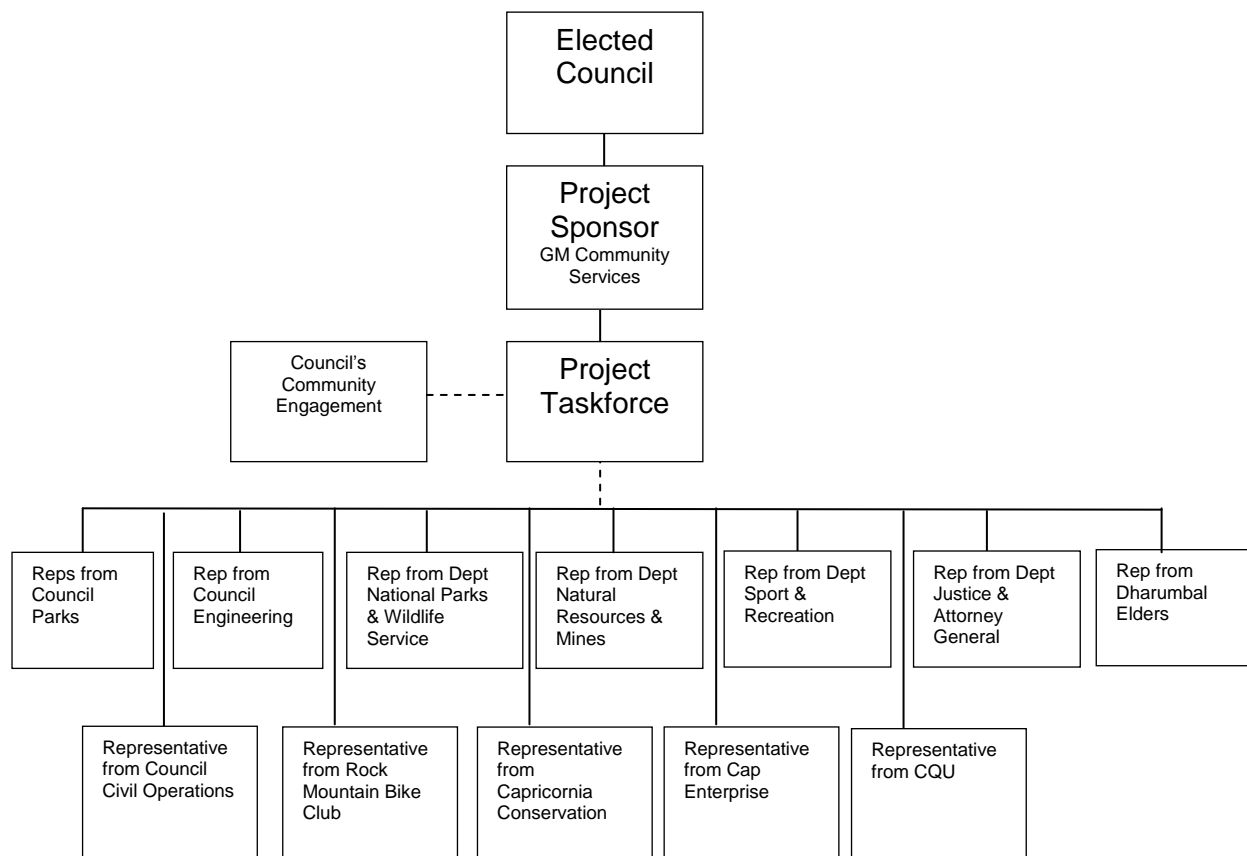 Elected
Council
Project
Sponsor
GM Community
Services
Council’s
Community
Engagement
Project
Taskforce
Reps from
Council
Parks
Rep from
Council
Engineering
Rep from Dept
National Parks
& Wildlife
Service
Rep from Dept
Natural
Resources &
Mines
Rep from Dept
Sport &
Recreation
Rep from Dept
Justice &
Attorney
General
Rep from
Dharumbal
Elders
Representative
from Council
Civil Operations
Representative
from Rock
Mountain Bike
Club
Representative
from
Capricornia
Conservation
Representative
from Cap
Enterprise
Representative
from CQU